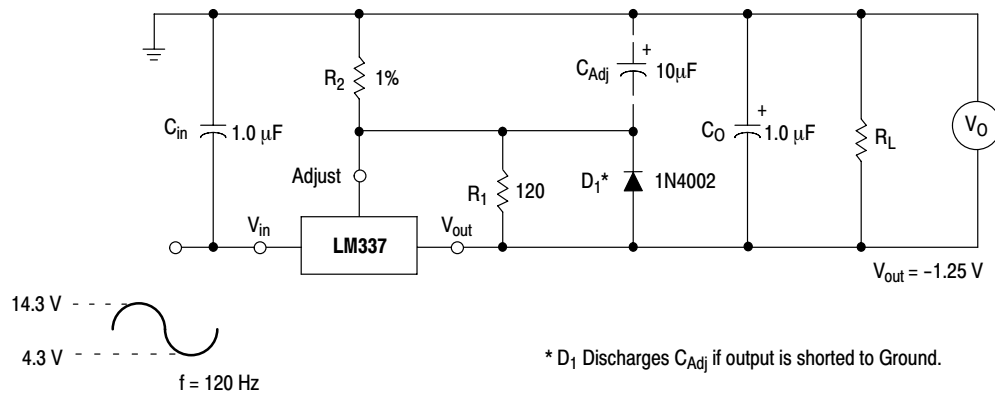 R2 1%
CAdj + 10µF
Cin 1.0 µF
CO + 1.0 µF
RL
VO
Adjust
R1 120
D1* 1N4002
Vin
LM337
Vout
Vout = –1.25 V
14.3 V
4.3 V
f = 120 Hz
* D1 Discharges CAdj if output is shorted to Ground.